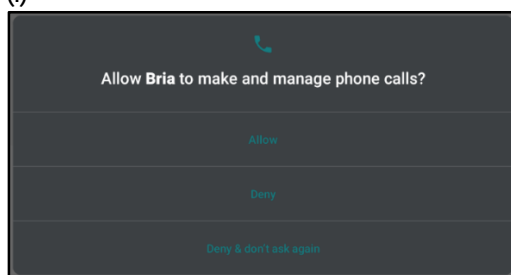 Allow Bria to make and manage phone calls?
Allow
Deny
Deny & don't ask again